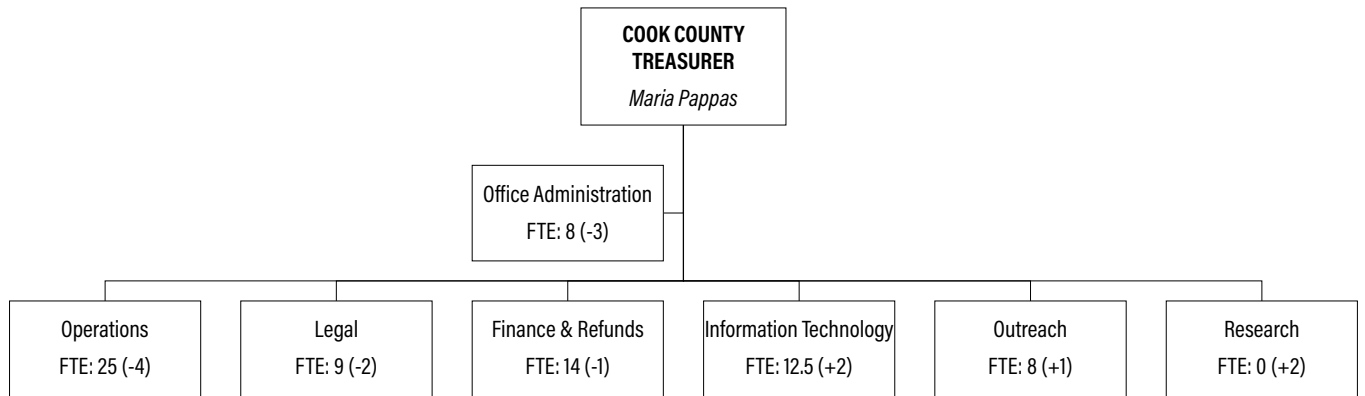 COOK COUNTY
TREASURER
Maria Pappas
Office Administration
FTE: 8 (-3)
Operations
FTE: 25 (-4)
Legal
FTE: 9 (-2)
Finance & Refunds
FTE: 14 (-1)
Information Technology
FTE: 12.5 (+2)
Outreach
FTE: 8 (+1)
Research
FTE: 0 (+2)